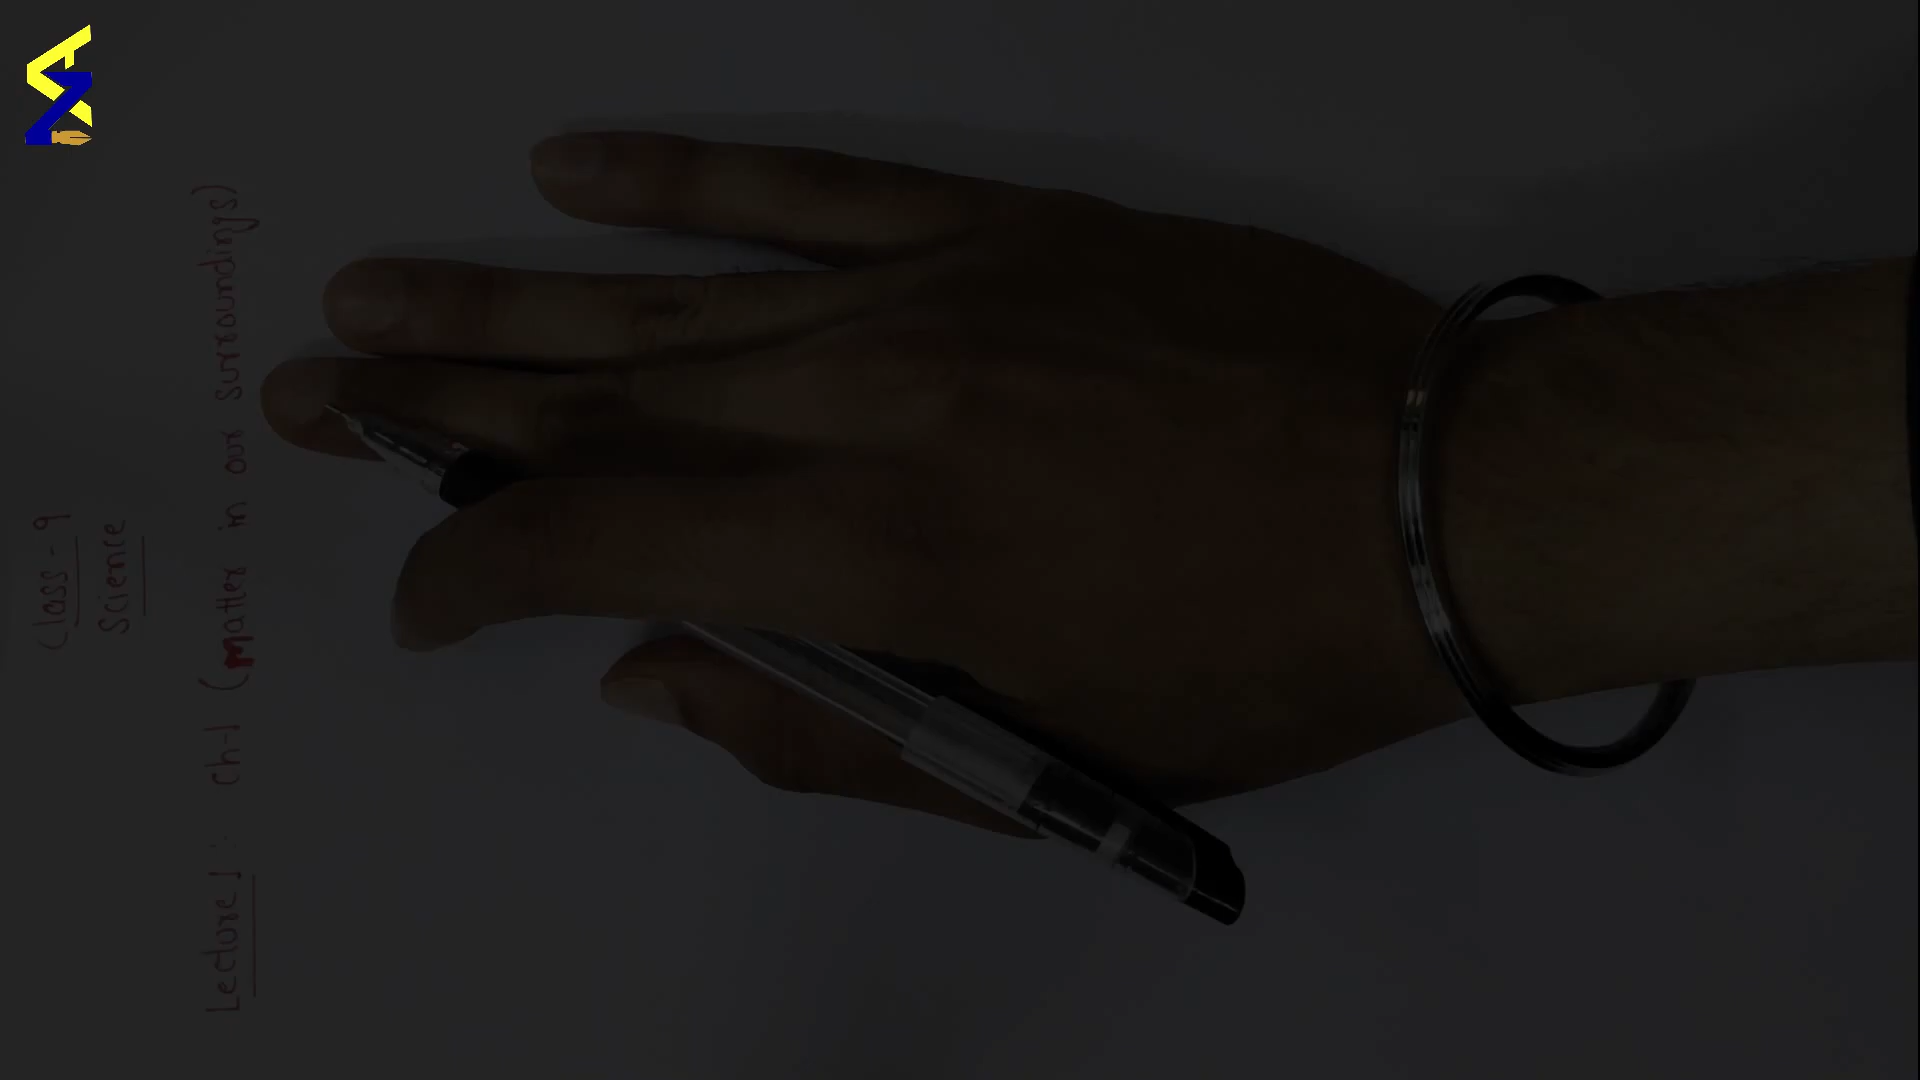 Class - 9
Science
Lecture 1 : Ch-1 (Matter in our surroundings)